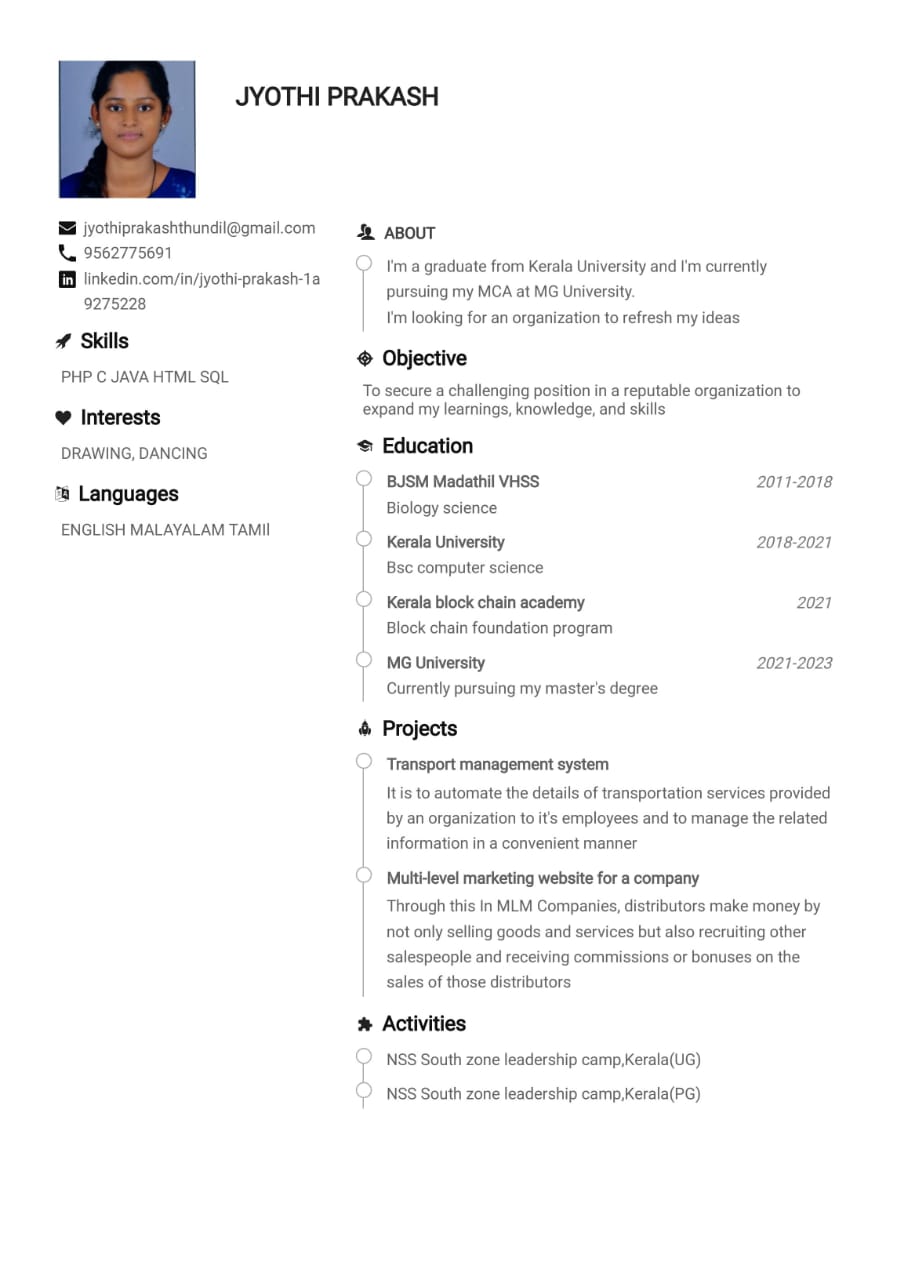 JYOTHI PRAKASH
jyothiprakashthundil@gmail.com
9562775691
linkedin.com/in/jyothi-prakash-1a
9275228
Skills
PHP C JAVA HTML SQL
Interests
DRAWING, DANCING
Languages
ENGLISH MALAYALAM TAMIl
ABOUT
I'm a graduate from Kerala University and I'm currently
pursuing my MCA at MG University.
I'm looking for an organization to refresh my ideas
Objective
To secure a challenging position in a reputable organization to
expand my learnings, knowledge, and skills
Education
BJSM Madathil VHSS 2011-2018
Biology science
Kerala University 2018-2021
Bsc computer science
Kerala block chain academy 2021
Block chain foundation program
MG University 2021-2023
Currently pursuing my master's degree
Projects
Transport management system
It is to automate the details of transportation services provided
by an organization to it's employees and to manage the related
information in a convenient manner
Multi-level marketing website for a company
Through this In MLM Companies, distributors make money by
not only selling goods and services but also recruiting other
salespeople and receiving commissions or bonuses on the
sales of those distributors
Activities
NSS South zone leadership camp,Kerala(UG)
NSS South zone leadership camp,Kerala(PG)